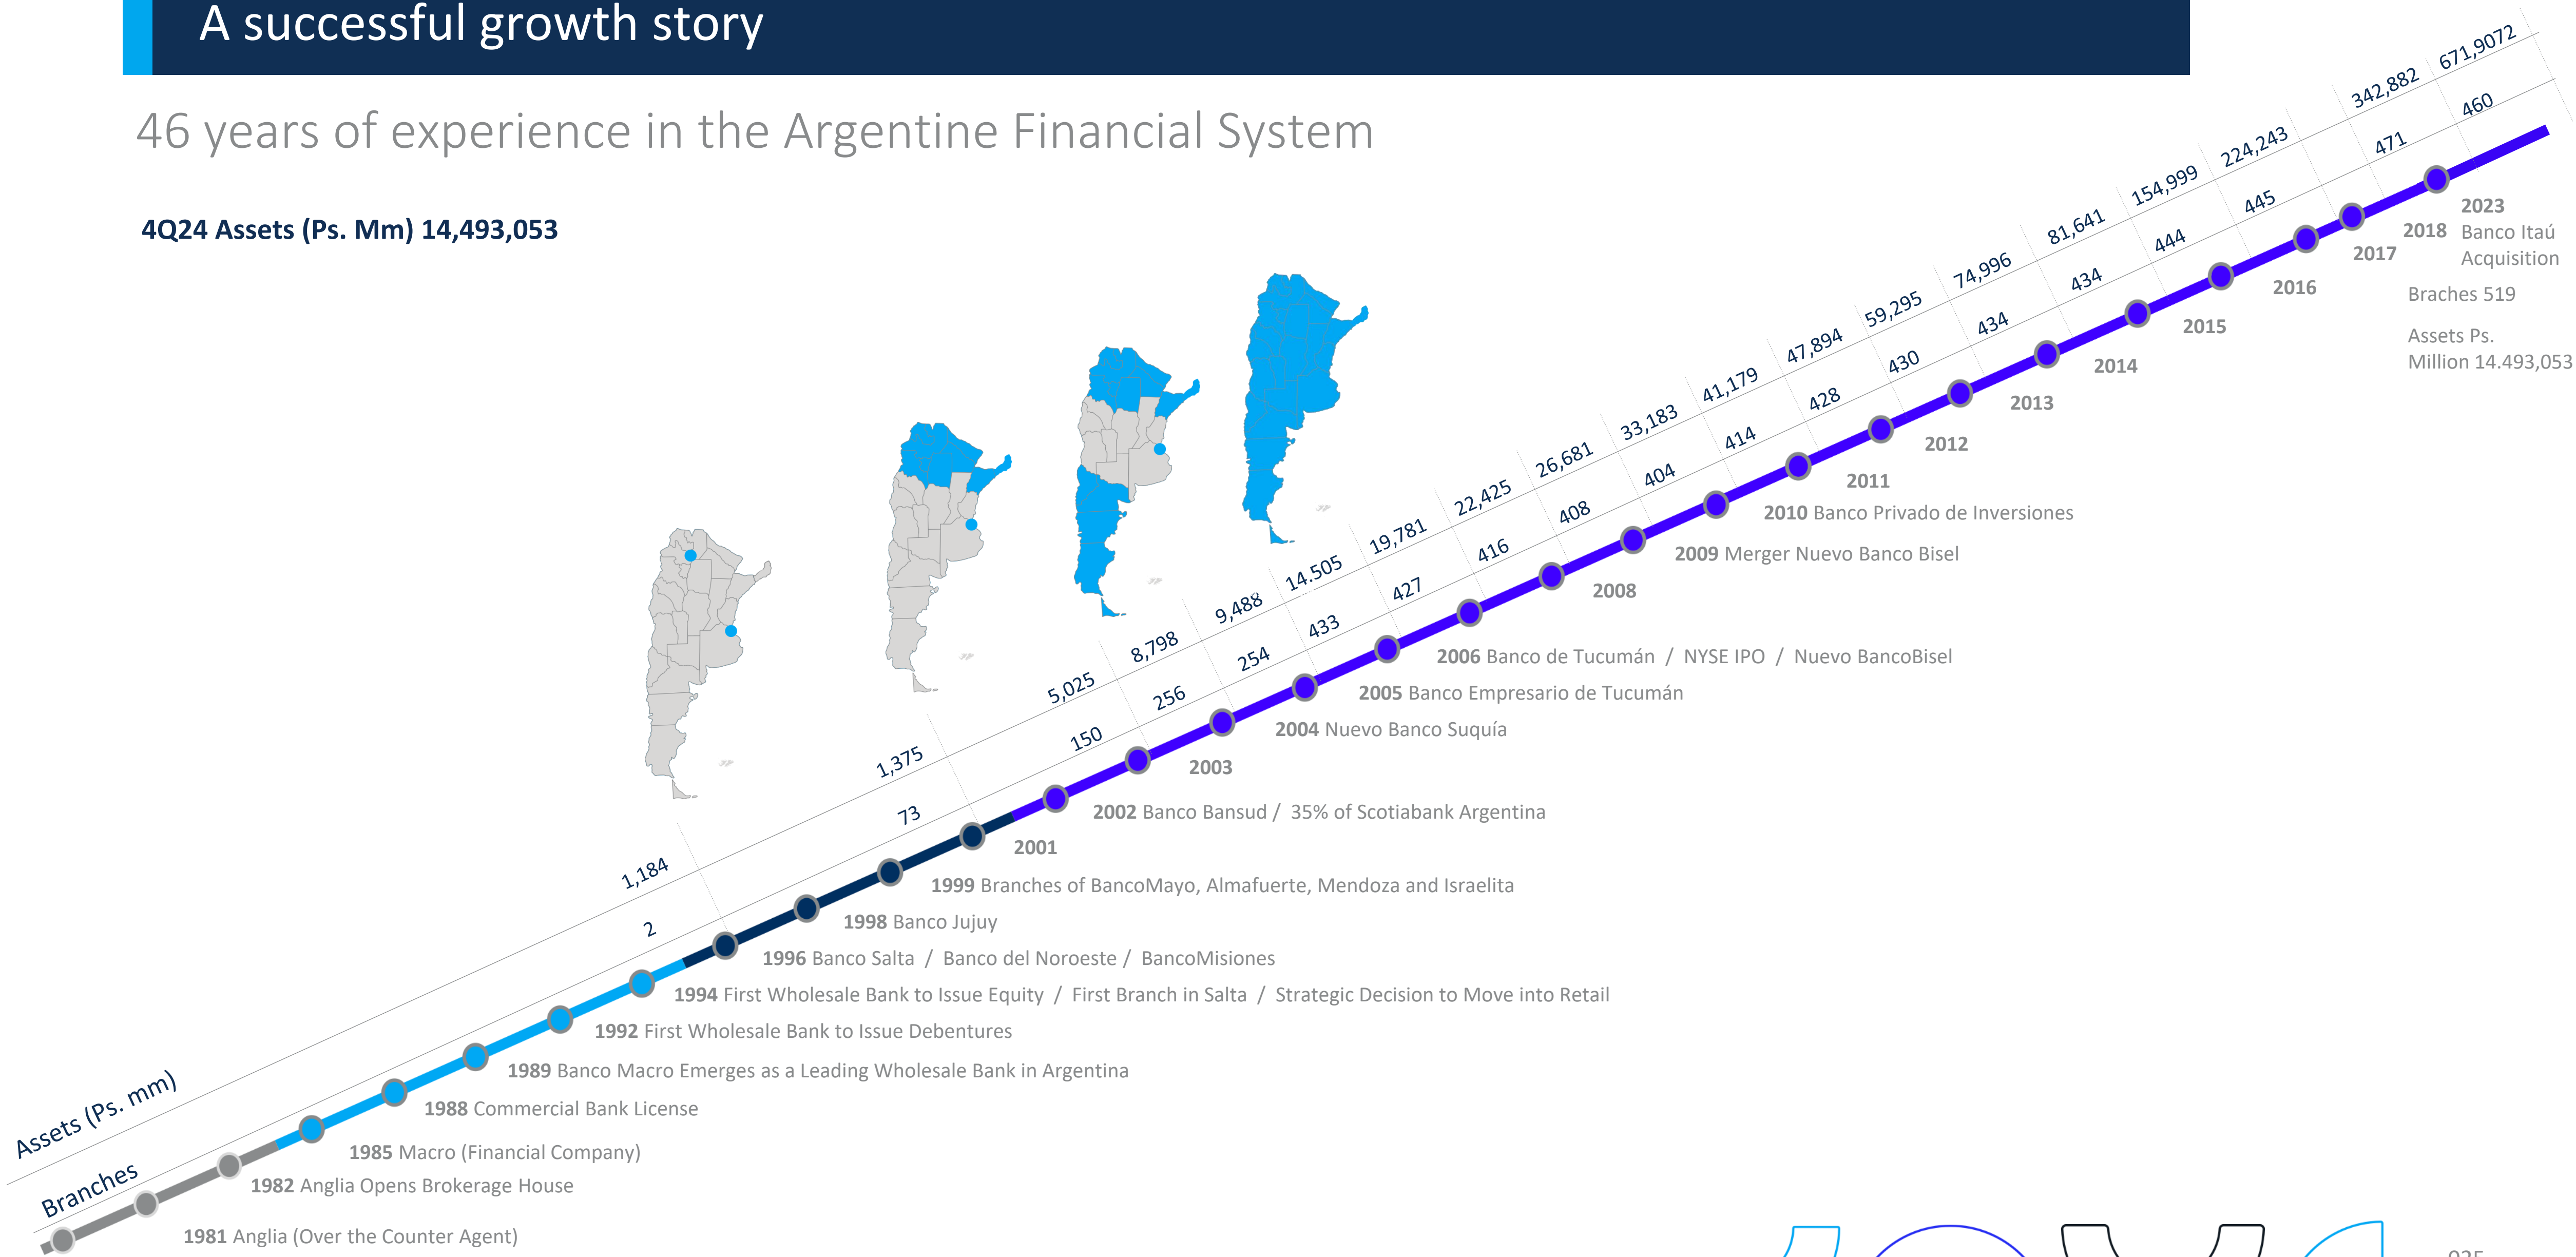 A successful growth story
46 years of experience in the Argentine Financial System
4Q24 Assets (Ps. Mm) 14,493,053
Assets (Ps. mm)
1,184
1,375
5,025
8,798
9,488
14.505
19,781
22,425
26,681
33,183
41,179
47,894
59,295
74,996
81,641
154,999
224,243
342,882
671,9072
Branches
2
73
150
256
254
433
427
416
408
404
414
428
430
434
434
444
445
471
460
2023
Banco Itaú
Acquisition
2018
2017
Braches 519
Assets Ps.
Million 14.493,053
2016
2015
2014
2013
2012
2011
2010 Banco Privado de Inversiones
2009 Merger Nuevo Banco Bisel
2008
2006 Banco de Tucumán / NYSE IPO / Nuevo BancoBisel
2005 Banco Empresario de Tucumán
2004 Nuevo Banco Suquía
2003
2002 Banco Bansud / 35% of Scotiabank Argentina
2001
1999 Branches of BancoMayo, Almafuerte, Mendoza and Israelita
1998 Banco Jujuy
1996 Banco Salta / Banco del Noroeste / BancoMisiones
1994 First Wholesale Bank to Issue Equity / First Branch in Salta / Strategic Decision to Move into Retail
1992 First Wholesale Bank to Issue Debentures
1989 Banco Macro Emerges as a Leading Wholesale Bank in Argentina
1988 Commercial Bank License
1985 Macro (Financial Company)
1982 Anglia Opens Brokerage House
1981 Anglia (Over the Counter Agent)